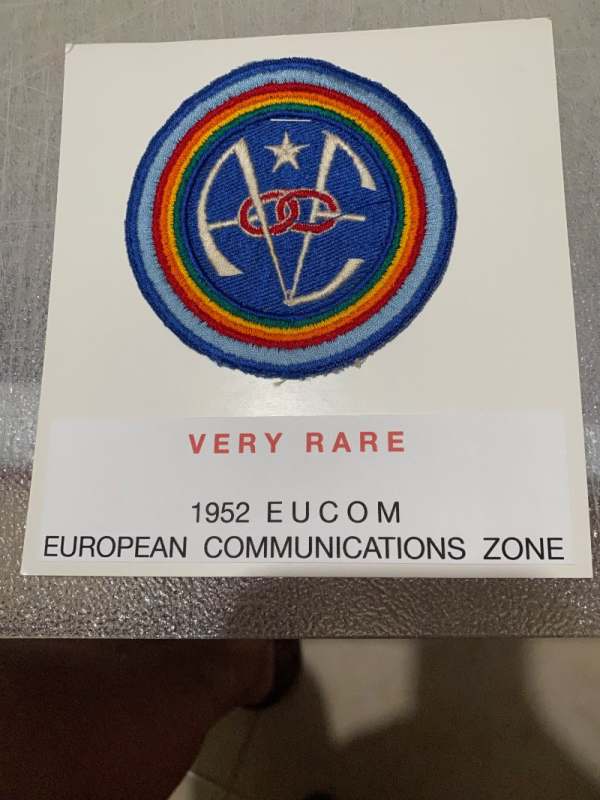 VERY RARE
1952 EUCOM
EUROPEAN COMMUNICATIONS ZONE